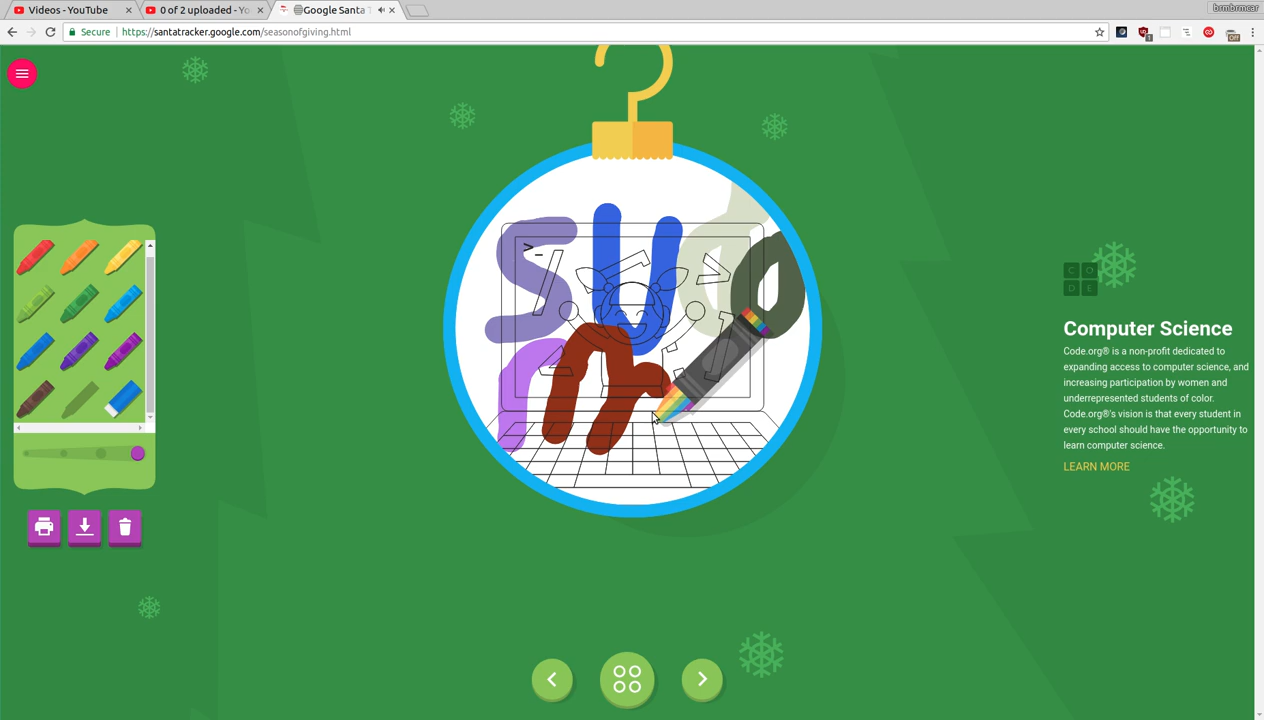 Videos - YouTube
0 of 2 uploaded - Yo
Google Santa T
brmbrmcar
Secure
https://santatracker.google.com/seasonofgiving.html
1
Off
>_
C O
D E
Computer Science
Code.org® is a non-profit dedicated to
expanding access to computer science, and
increasing participation by women and
underrepresented students of color.
Code.org®'s vision is that every student in
every school should have the opportunity to
learn computer science.
LEARN MORE